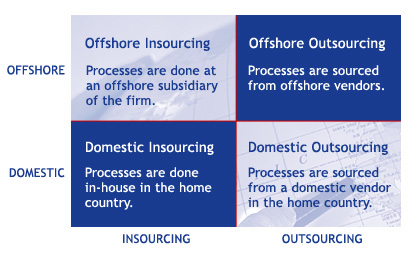 Offshore Insourcing
Processes are done at
an offshore subsidiary
of the firm.
Offshore Outsourcing
Processes are sourced
from offshore vendors.
OFFSHORE
Domestic Insourcing
Processes are done
in-house in the home
country.
Domestic Outsourcing
Processes are sourced
from a domestic vendor
in the home country.
DOMESTIC
INSOURCING
OUTSOURCING